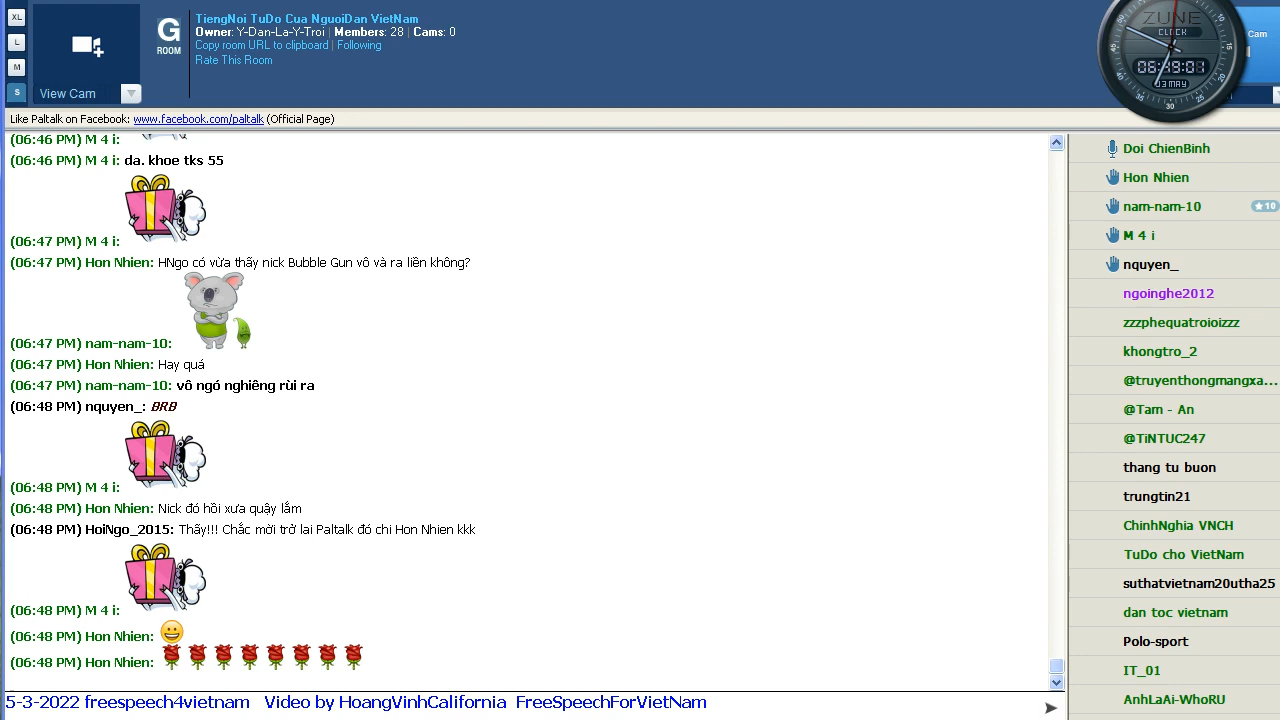 XL
L
M
S
View Cam
G
ROOM
TiengNoi TuDo Cua NguoiDan VietNam
Owner: Y-Dan-La-Y-Troi | Members: 28 | Cams: 0
Copy room URL to clipboard | Following
Rate This Room
ZUNE
CLOCK
06:49:01
03 MAY
Cam
Like Paltalk on Facebook: www.facebook.com/paltalk (Official Page)
(06:46 PM) M 4 i:
(06:46 PM) M 4 i: da. khoe tks 55
(06:47 PM) M 4 i:
(06:47 PM) Hon Nhien: HNgo có vừa thấy nick Bubble Gun vô và ra liền không?
(06:47 PM) nam-nam-10:
(06:47 PM) Hon Nhien: Hay quá
(06:47 PM) nam-nam-10: vô ngó nghiêng rùi ra
(06:48 PM) nquyen_: BRB
(06:48 PM) M 4 i:
(06:48 PM) Hon Nhien: Nick đó hồi xưa quậy lắm
(06:48 PM) HoiNgo_2015: Thấy!!! Chắc mời trở lai Paltalk đó chi Hon Nhien kkk
(06:48 PM) M 4 i:
(06:48 PM) Hon Nhien:
(06:48 PM) Hon Nhien:
5-3-2022 freespeech4vietnam Video by HoangVinhCalifornia FreeSpeechForVietNam
Doi ChienBinh
Hon Nhien
nam-nam-10 ★10
M 4 i
nquyen_
ngoinghe2012
zzzphequatroioizzz
khongtro_2
@truyenthongmangxa...
@Tam - An
@TiNTUC247
thang tu buon
trungtin21
ChinhNghia VNCH
TuDo cho VietNam
suthatvietnam20utha25
dan toc vietnam
Polo-sport
IT_01
AnhLaAi-WhoRU